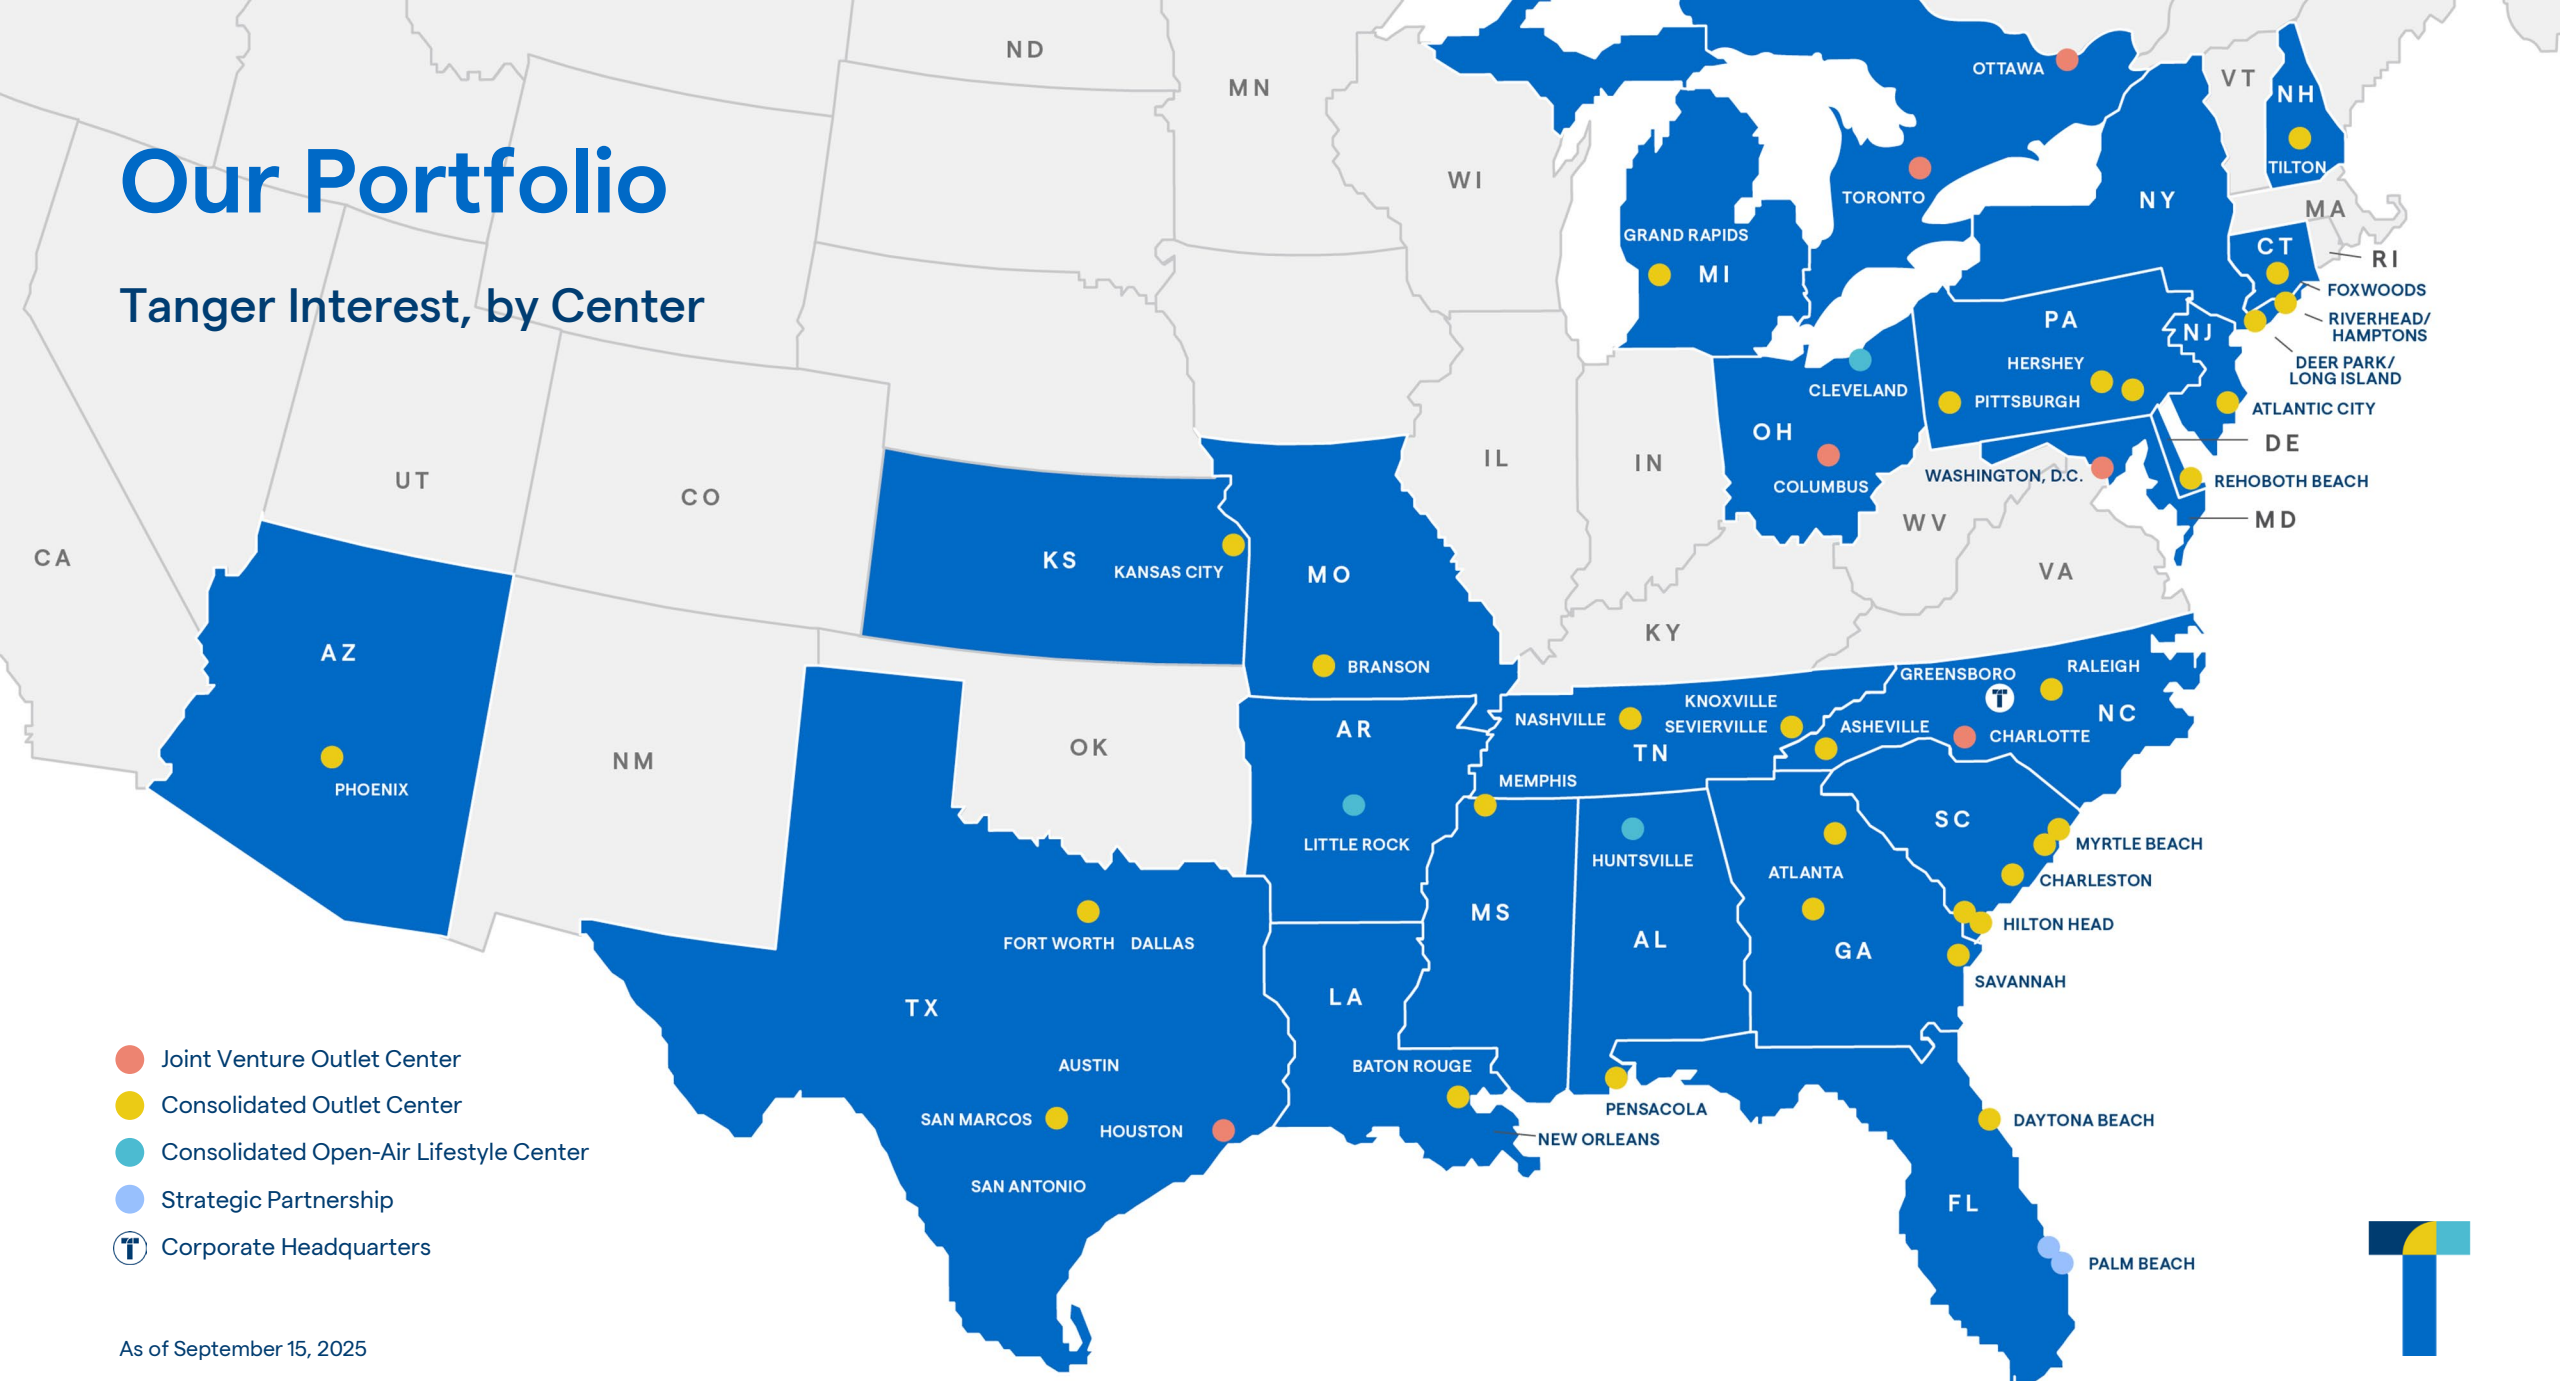 Our Portfolio
Tanger Interest, by Center
ND
MN
WI
OTTAWA
VT
NH
TILTON
TORONTO
NY
MA
GRAND RAPIDS
MI
CT
RI
FOXWOODS
RIVERHEAD/
HAMPTONS
PA
NJ
HERSHEY
DEER PARK/
LONG ISLAND
CLEVELAND
PITTSBURGH
ATLANTIC CITY
OH
DE
UT
CO
IL
IN
COLUMBUS
WASHINGTON, D.C.
REHOBOTH BEACH
WV
MD
CA
KS
KANSAS CITY
MO
VA
AZ
KY
BRANSON
GREENSBORO
RALEIGH
KNOXVILLE
NASHVILLE
SEVIERVILLE
ASHEVILLE
NC
AR
CHARLOTTE
NM
OK
TN
PHOENIX
MEMPHIS
LITTLE ROCK
HUNTSVILLE
SC
MYRTLE BEACH
ATLANTA
CHARLESTON
MS
HILTON HEAD
FORT WORTH DALLAS
AL
GA
SAVANNAH
TX
LA
AUSTIN
BATON ROUGE
PENSACOLA
SAN MARCOS
HOUSTON
NEW ORLEANS
DAYTONA BEACH
SAN ANTONIO
FL
PALM BEACH
Joint Venture Outlet Center
Consolidated Outlet Center
Consolidated Open-Air Lifestyle Center
Strategic Partnership
Corporate Headquarters
As of September 15, 2025